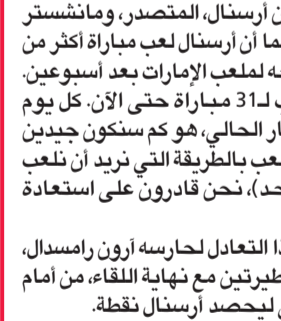 ن أرسنال، المتصدر، ومانشستر
ما أن أرسنال لعب مباراة أكثر من
ه لملعب الإمارات بعد أسبوعين.
لـ31 مباراة حتى الآن. كل يوم
ار الحالي، هو كم سنكون جيدين
عب بالطريقة التي نريد أن نلعب
حد)، نحن قادرون على استعادة
ا التعادل لحارسه آرون رامسدال،
طيرتين مع نهاية اللقاء، من أمام
ليحصد أرسنال نقطة.